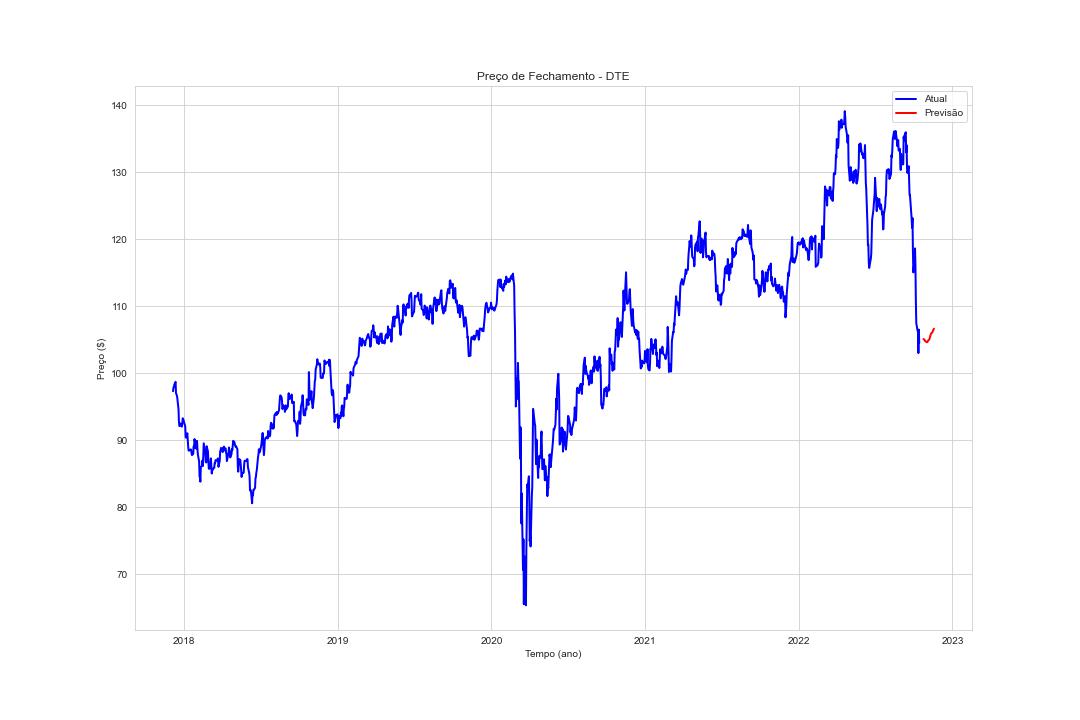 Preço de Fechamento - DTE
Atual
Previsão
140
130
120
110
100
90
80
70
Preço ($)
2018 2019 2020 2021 2022 2023
Tempo (ano)